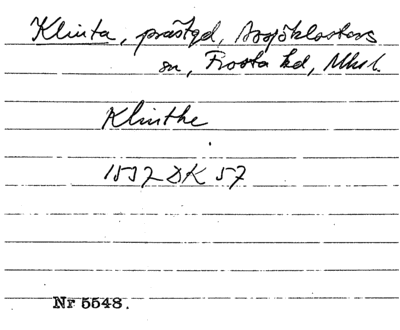 Klinta, prästgd, Bosjöklosters
sn, Frosta hd, Mhsl.
Klinthe
1532 DK 57
Nr 5548.